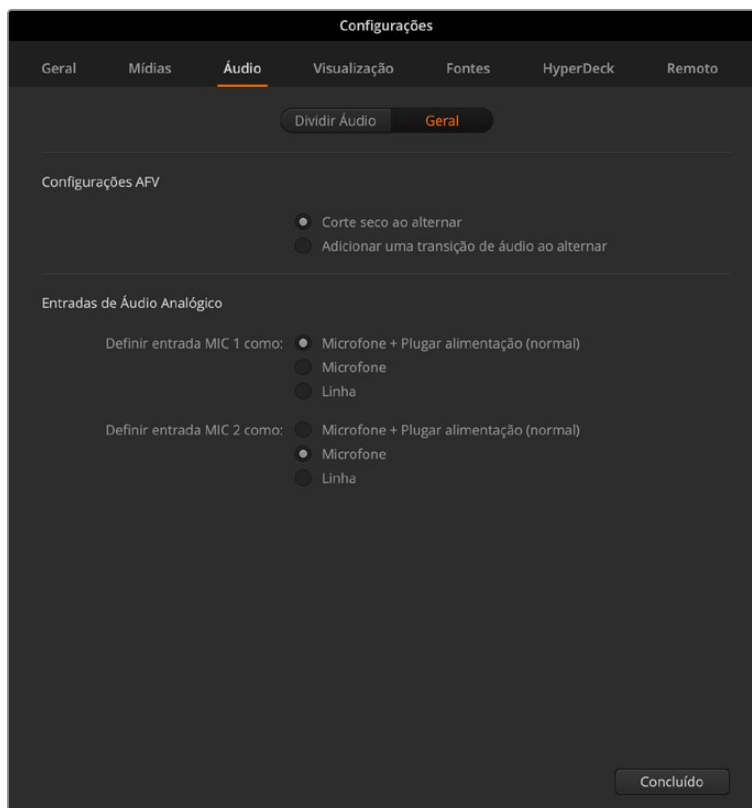 Configurações
Geral Mídias Áudio Visualização Fontes HyperDeck Remoto
Dividir Áudio Geral
Configurações AFV
Corte seco ao alternar
Adicionar uma transição de áudio ao alternar
Entradas de Áudio Analógico
Definir entrada MIC 1 como: Microfone + Plugar alimentação (normal)
Microfone
Linha
Definir entrada MIC 2 como: Microfone + Plugar alimentação (normal)
Microfone
Linha
Concluído